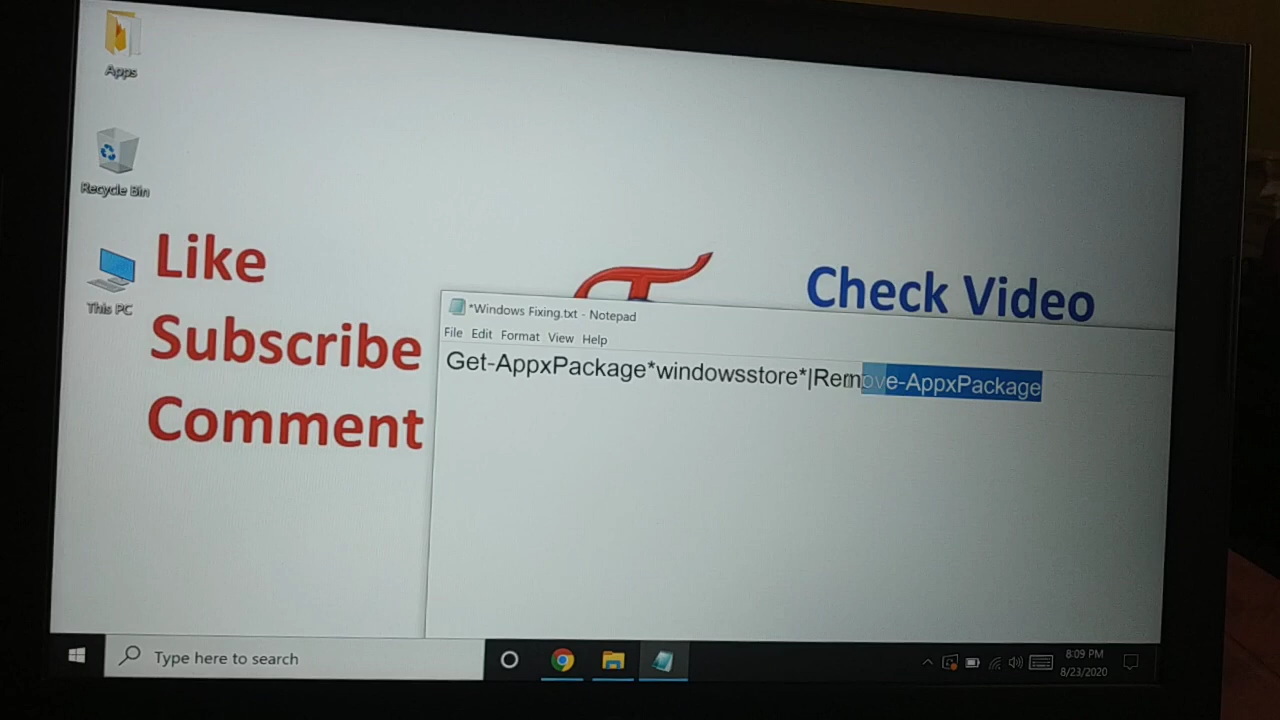 Apps
Recycle Bin
This PC
Like
Subscribe
Comment
Check Video
*Windows Fixing.txt - Notepad
File Edit Format View Help
Get-AppxPackage*windowsstore*|Remove-AppxPackage
Type here to search
8:09 PM
8/23/2020